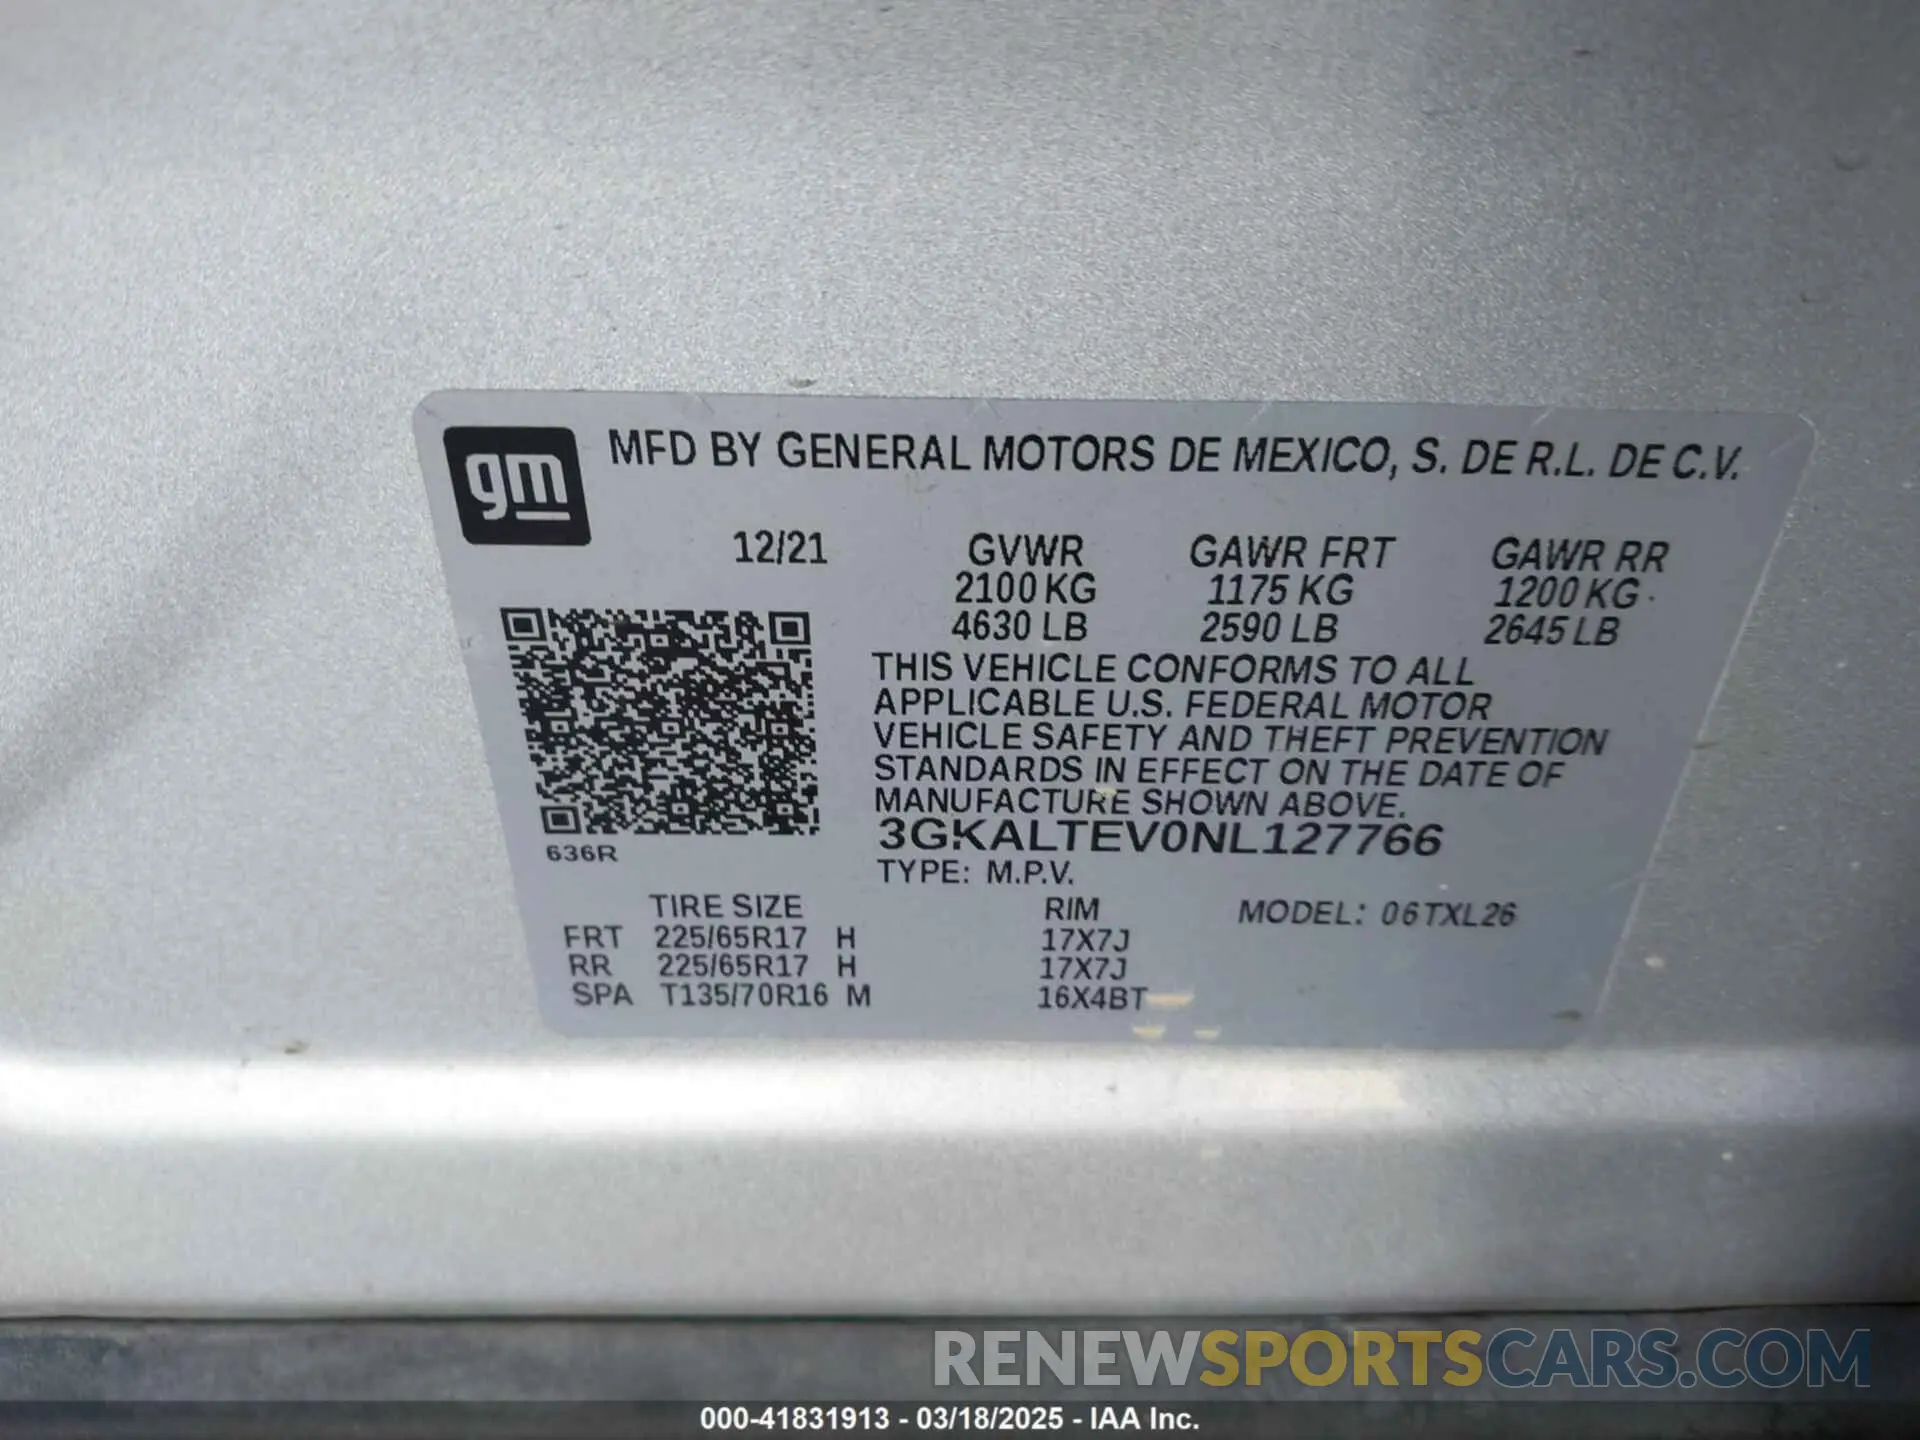 gm
MFD BY GENERAL MOTORS DE MEXICO, S. DE R.L. DE C.V.
12/21 GVWR GAWR FRT GAWR RR
2100 KG 1175 KG 1200 KG
4630 LB 2590 LB 2645 LB
THIS VEHICLE CONFORMS TO ALL
APPLICABLE U.S. FEDERAL MOTOR
VEHICLE SAFETY AND THEFT PREVENTION
STANDARDS IN EFFECT ON THE DATE OF
MANUFACTURE SHOWN ABOVE.
3GKALTEV0NL127766
636R
TYPE: M.P.V.
TIRE SIZE RIM MODEL: 06TXL26
FRT 225/65R17 H 17X7J
RR 225/65R17 H 17X7J
SPA T135/70R16 M 16X4BT
RENEWSPORTSCARS.COM
000-41831913 - 03/18/2025 - IAA Inc.